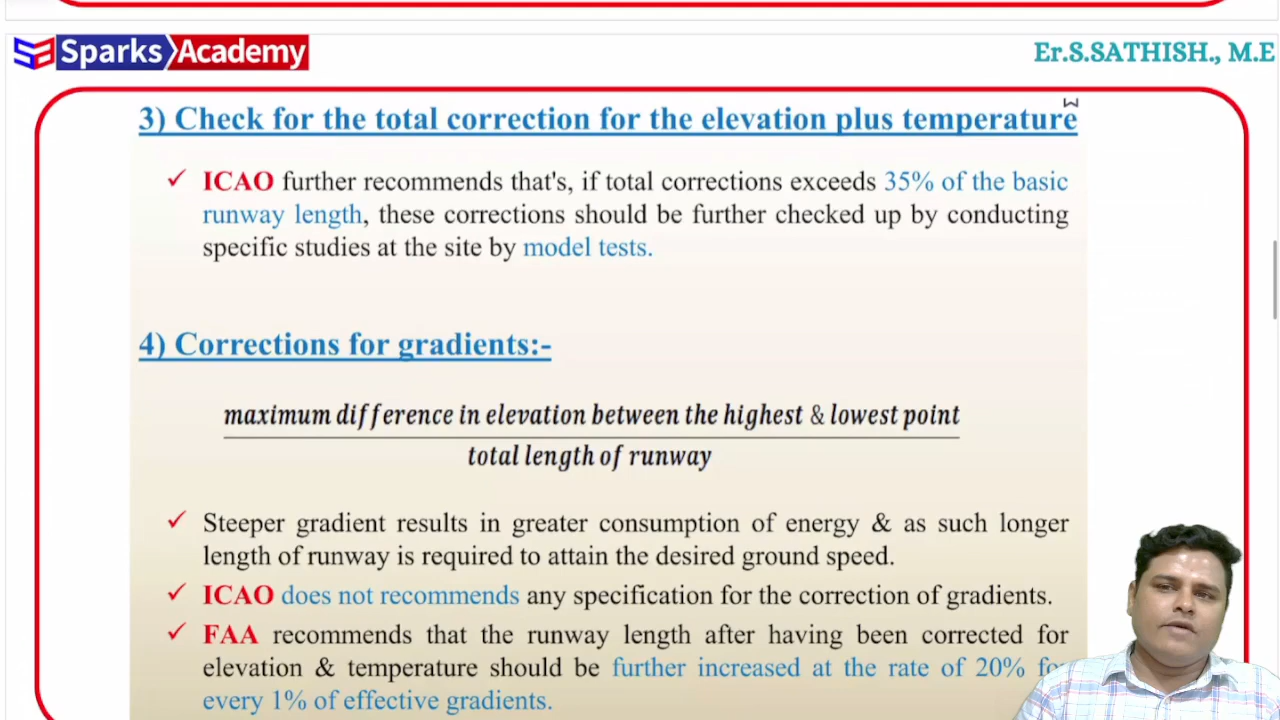 Sparks Academy
Er.S.SATHISH., M.E
3) Check for the total correction for the elevation plus temperature
✓ ICAO further recommends that's, if total corrections exceeds 35% of the basic
runway length, these corrections should be further checked up by conducting
specific studies at the site by model tests.
4) Corrections for gradients:-
maximum difference in elevation between the highest & lowest point
total length of runway
✓ Steeper gradient results in greater consumption of energy & as such longer
length of runway is required to attain the desired ground speed.
✓ ICAO does not recommends any specification for the correction of gradients.
✓ FAA recommends that the runway length after having been corrected for
elevation & temperature should be further increased at the rate of 20%
every 1% of effective gradients.